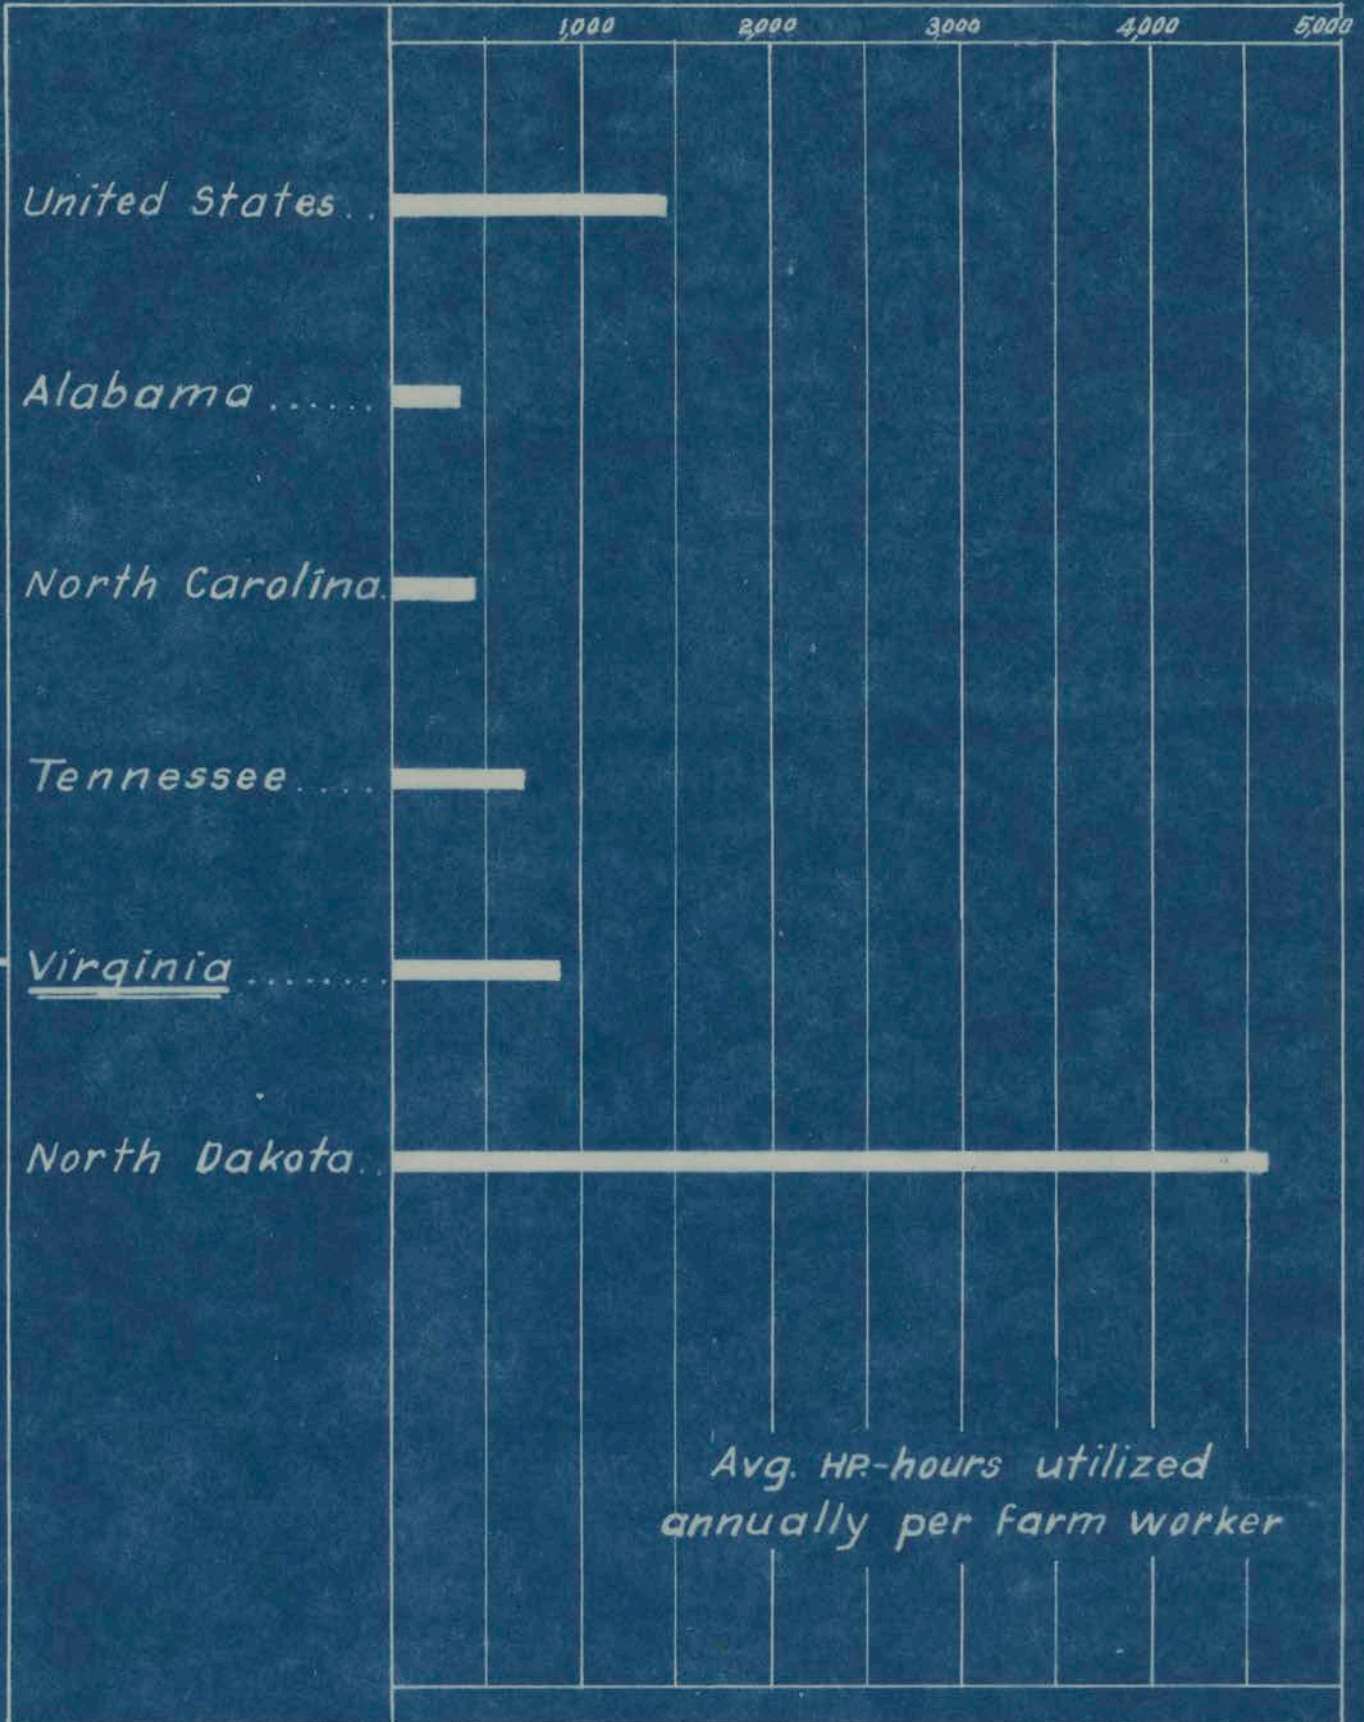 1,000 2,000 3,000 4,000 5,000
United States..
Alabama ......
North Carolina.
Tennessee.....
Virginia ........
North Dakota..
Avg. HP.-hours utilized
annually per farm worker